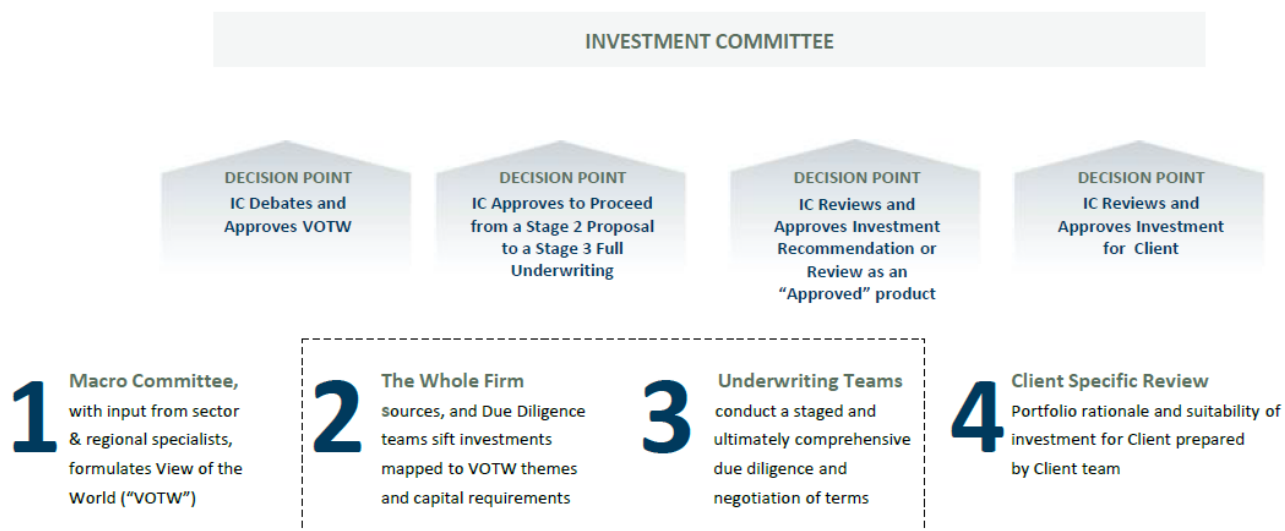 INVESTMENT COMMITTEE
DECISION POINT
IC Debates and
Approves VOTW
DECISION POINT
IC Approves to Proceed
from a Stage 2 Proposal
to a Stage 3 Full
Underwriting
DECISION POINT
IC Reviews and
Approves Investment
Recommendation or
Review as an
“Approved” product
DECISION POINT
IC Reviews and
Approves Investment
for Client
1
Macro Committee,
with input from sector
& regional specialists,
formulates View of the
World (“VOTW”)
2
The Whole Firm
sources, and Due Diligence
teams sift investments
mapped to VOTW themes
and capital requirements
3
Underwriting Teams
conduct a staged and
ultimately comprehensive
due diligence and
negotiation of terms
4
Client Specific Review
Portfolio rationale and suitability of
investment for Client prepared
by Client team